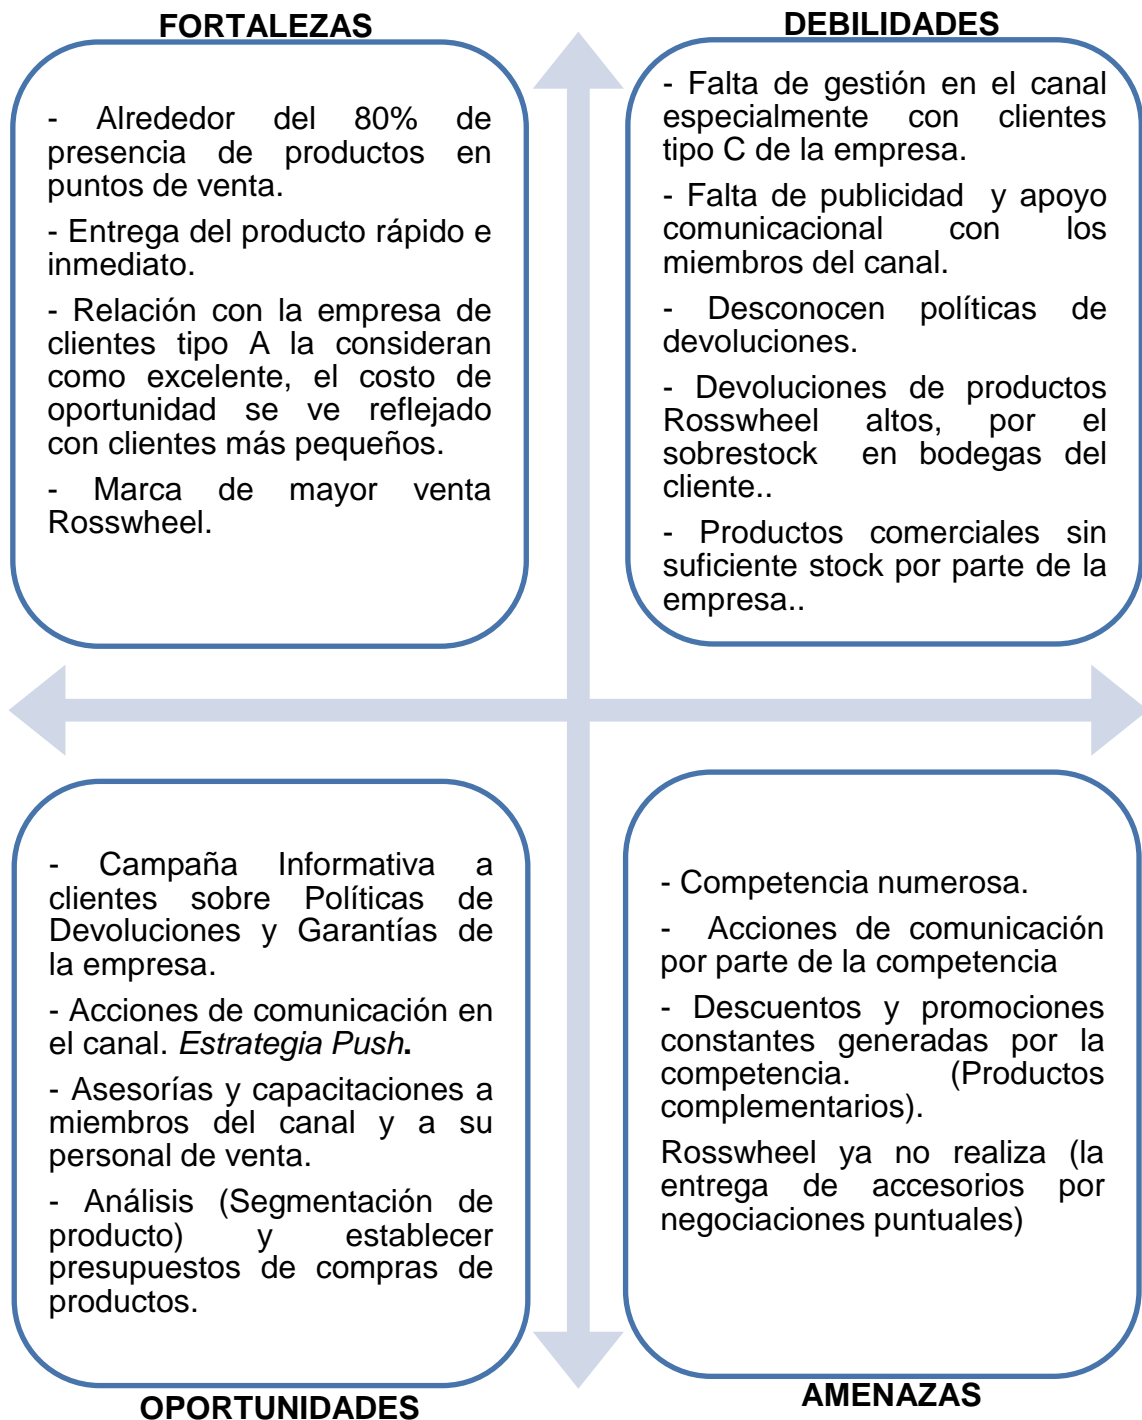 FORTALEZAS
- Alrededor del 80% de
presencia de productos en
puntos de venta.
- Entrega del producto rápido e
inmediato.
- Relación con la empresa de
clientes tipo A la consideran
como excelente, el costo de
oportunidad se ve reflejado
con clientes más pequeños.
- Marca de mayor venta
Rosswheel.
DEBILIDADES
- Falta de gestión en el canal
especialmente con clientes
tipo C de la empresa.
- Falta de publicidad y apoyo
comunicacional con los
miembros del canal.
- Desconocen políticas de
devoluciones.
- Devoluciones de productos
Rosswheel altos, por el
sobrestock en bodegas del
cliente..
- Productos comerciales sin
suficiente stock por parte de la
empresa..
- Campaña Informativa a
clientes sobre Políticas de
Devoluciones y Garantías de
la empresa.
- Acciones de comunicación en
el canal. Estrategia Push.
- Asesorías y capacitaciones a
miembros del canal y a su
personal de venta.
- Análisis (Segmentación de
producto) y establecer
presupuestos de compras de
productos.
OPORTUNIDADES
- Competencia numerosa.
- Acciones de comunicación
por parte de la competencia
- Descuentos y promociones
constantes generadas por la
competencia. (Productos
complementarios).
Rosswheel ya no realiza (la
entrega de accesorios por
negociaciones puntuales)
AMENAZAS